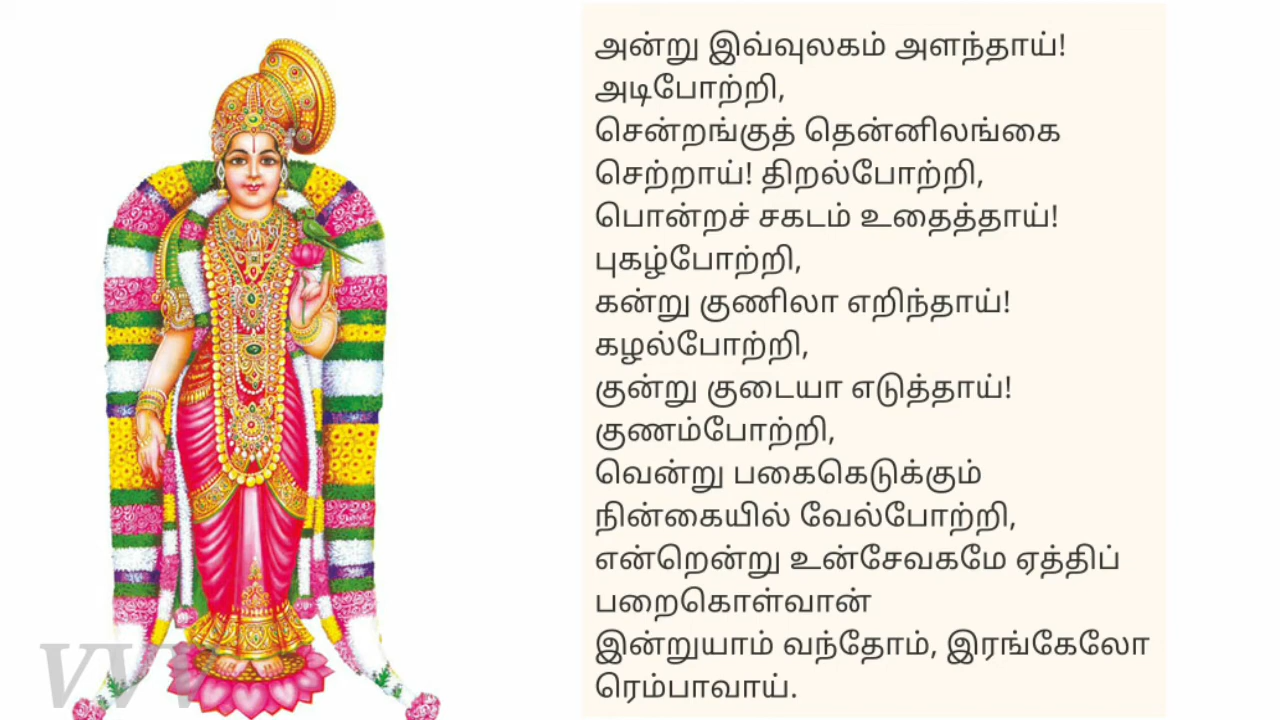 அன்று இவ்வுலகம் அளந்தாய்!
அடிபோற்றி,
சென்றங்குத் தென்னிலங்கை
செற்றாய்! திறல்போற்றி,
பொன்றச் சகடம் உதைத்தாய்!
புகழ்போற்றி,
கன்று குணிலா எறிந்தாய்!
கழல்போற்றி,
குன்று குடையா எடுத்தாய்!
குணம்போற்றி,
வென்று பகைகெடுக்கும்
நின்கையில் வேல்போற்றி,
என்றென்று உன்சேவகமே ஏத்திப்
பறைகொள்வான்
இன்றுயாம் வந்தோம், இரங்கேலோ
ரெம்பாவாய்.
VVV